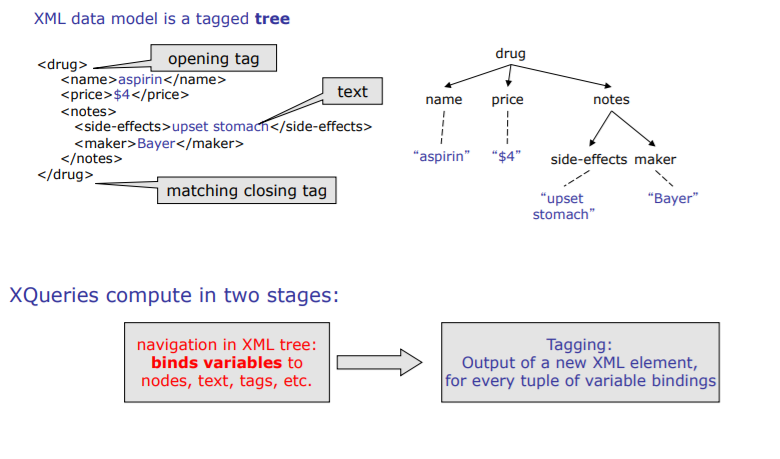 XML data model is a tagged tree
<drug>
<name>aspirin</name>
<price>$4</price>
<notes>
<side-effects>upset stomach</side-effects>
<maker>Bayer</maker>
</notes>
</drug>
opening tag
text
matching closing tag
drug
name price notes
“aspirin” “$4”
side-effects maker
“upset
stomach”
“Bayer”
XQueries compute in two stages:
navigation in XML tree:
binds variables to
nodes, text, tags, etc.
Tagging:
Output of a new XML element,
for every tuple of variable bindings